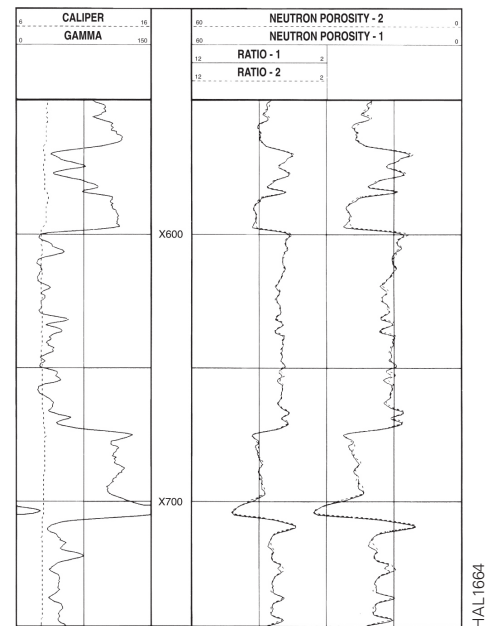 CALIPER
6 16
GAMMA
0 150
NEUTRON POROSITY - 2
60 0
NEUTRON POROSITY - 1
60 0
RATIO - 1
12 2
RATIO - 2
12 2
X600
X700
HAL1664